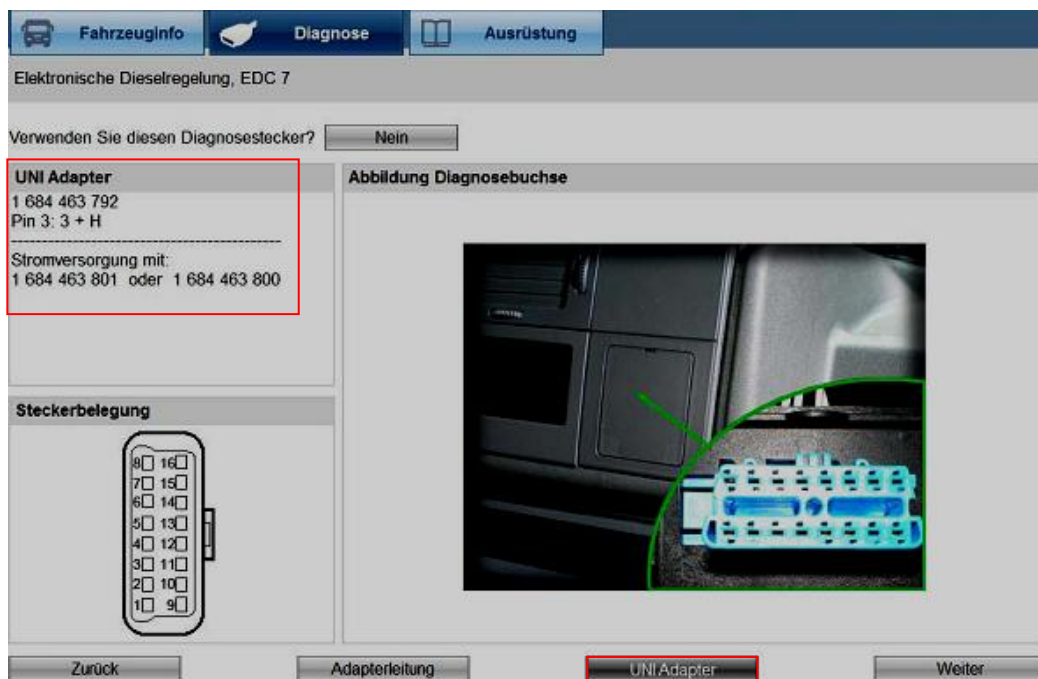 Fahrzeuginfo Diagnose Ausrüstung
Elektronische Dieselregelung, EDC 7
Verwenden Sie diesen Diagnosestecker? Nein
UNI Adapter
1 684 463 792
Pin 3: 3 + H
Stromversorgung mit:
1 684 463 801 oder 1 684 463 800
Abbildung Diagnosebuchse
Steckerbelegung
8 16
7 15
6 14
5 13
4 12
3 11
2 10
1 9
Zurück Adapterleitung UNI Adapter Weiter